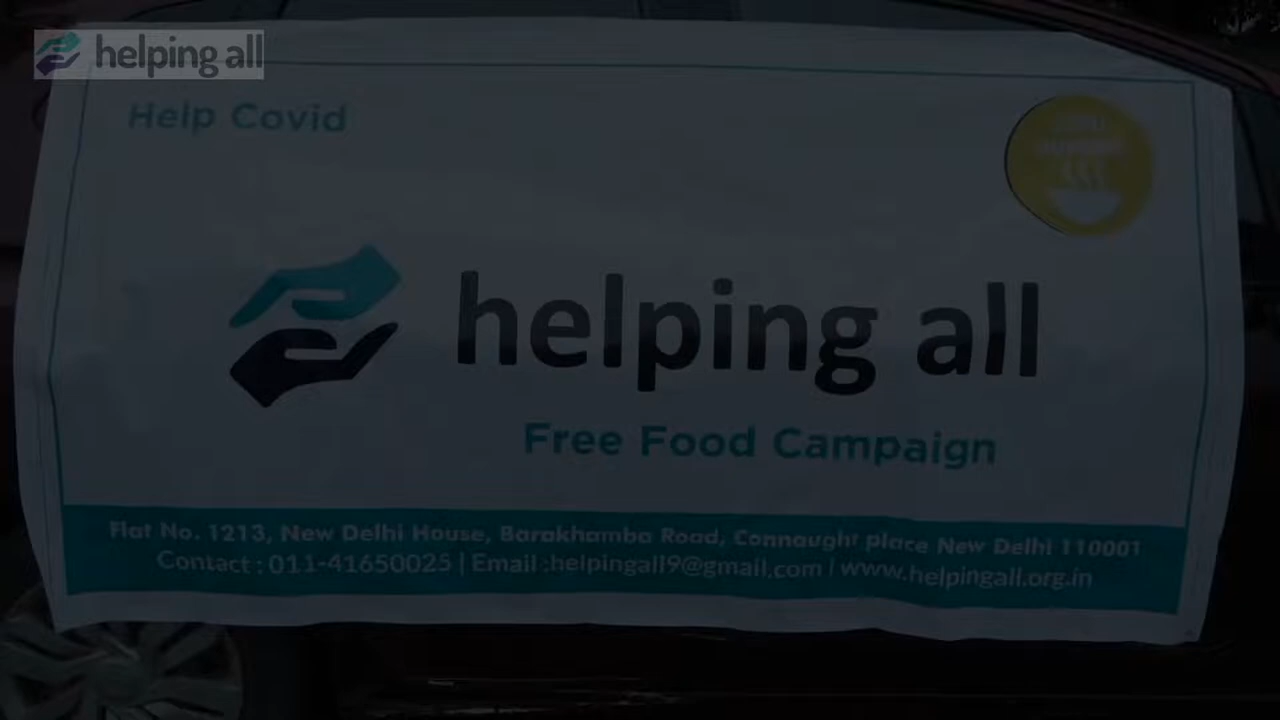 helping all
Help Covid
helping all
Free Food Campaign
Flat No. 1213, New Delhi House, Barakhamba Road, Connaught place New Delhi 110001
Contact : 011-41650025 | Email :helpingall9@gmail.com | www.helpingall.org.in